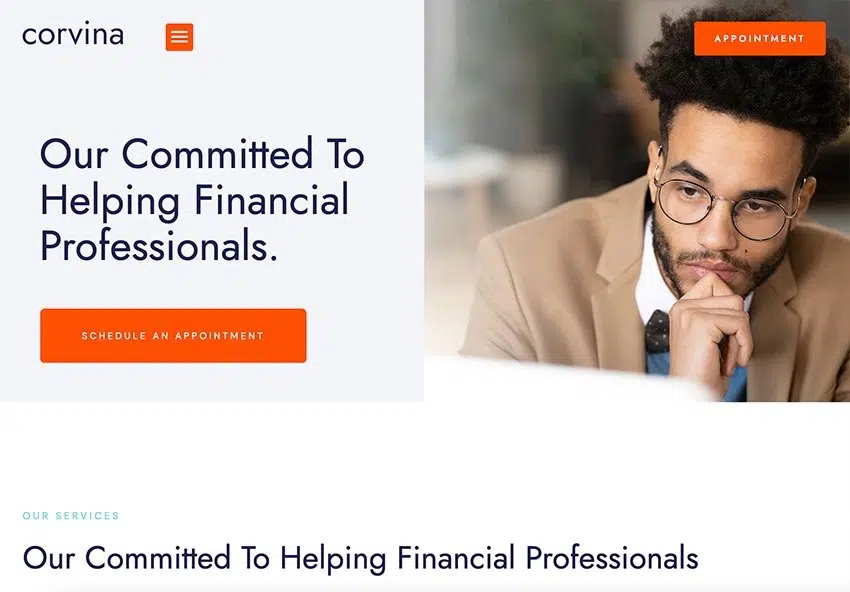 corvina
APPOINTMENT
Our Committed To
Helping Financial
Professionals.
SCHEDULE AN APPOINTMENT
OUR SERVICES
Our Committed To Helping Financial Professionals